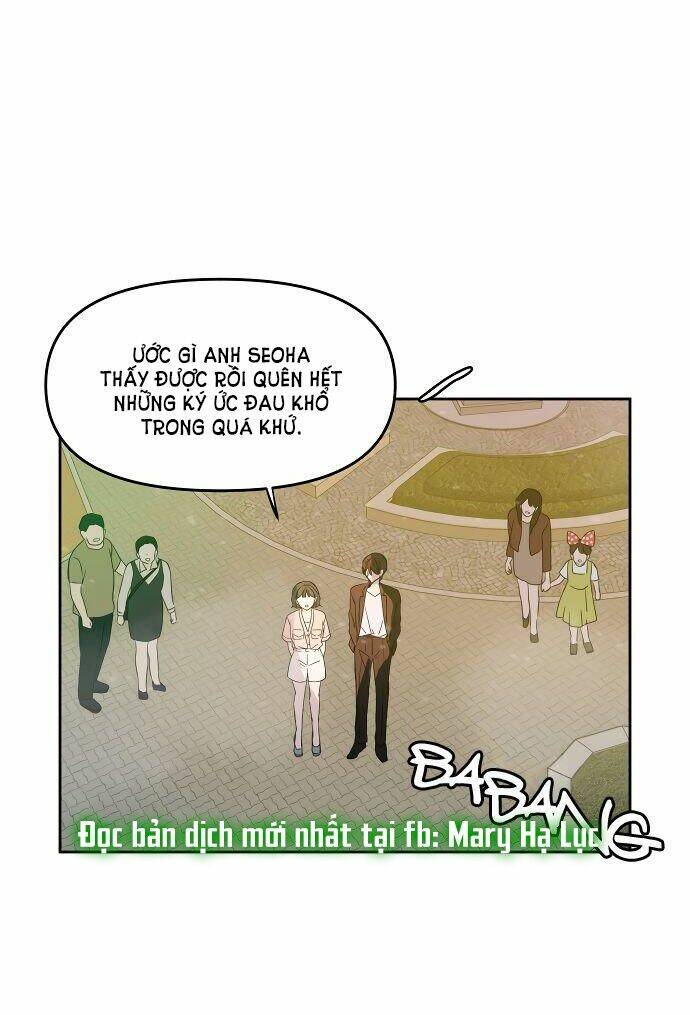 ƯỚC GÌ ANH SEOHA
THẤY ĐƯỢC RỒI QUÊN HẾT
NHỮNG KÝ ỨC ĐAU KHỔ
TRONG QUÁ KHỨ.
BABANG
Đọc bản dịch mới nhất tại fb: Mary Hạ Lục